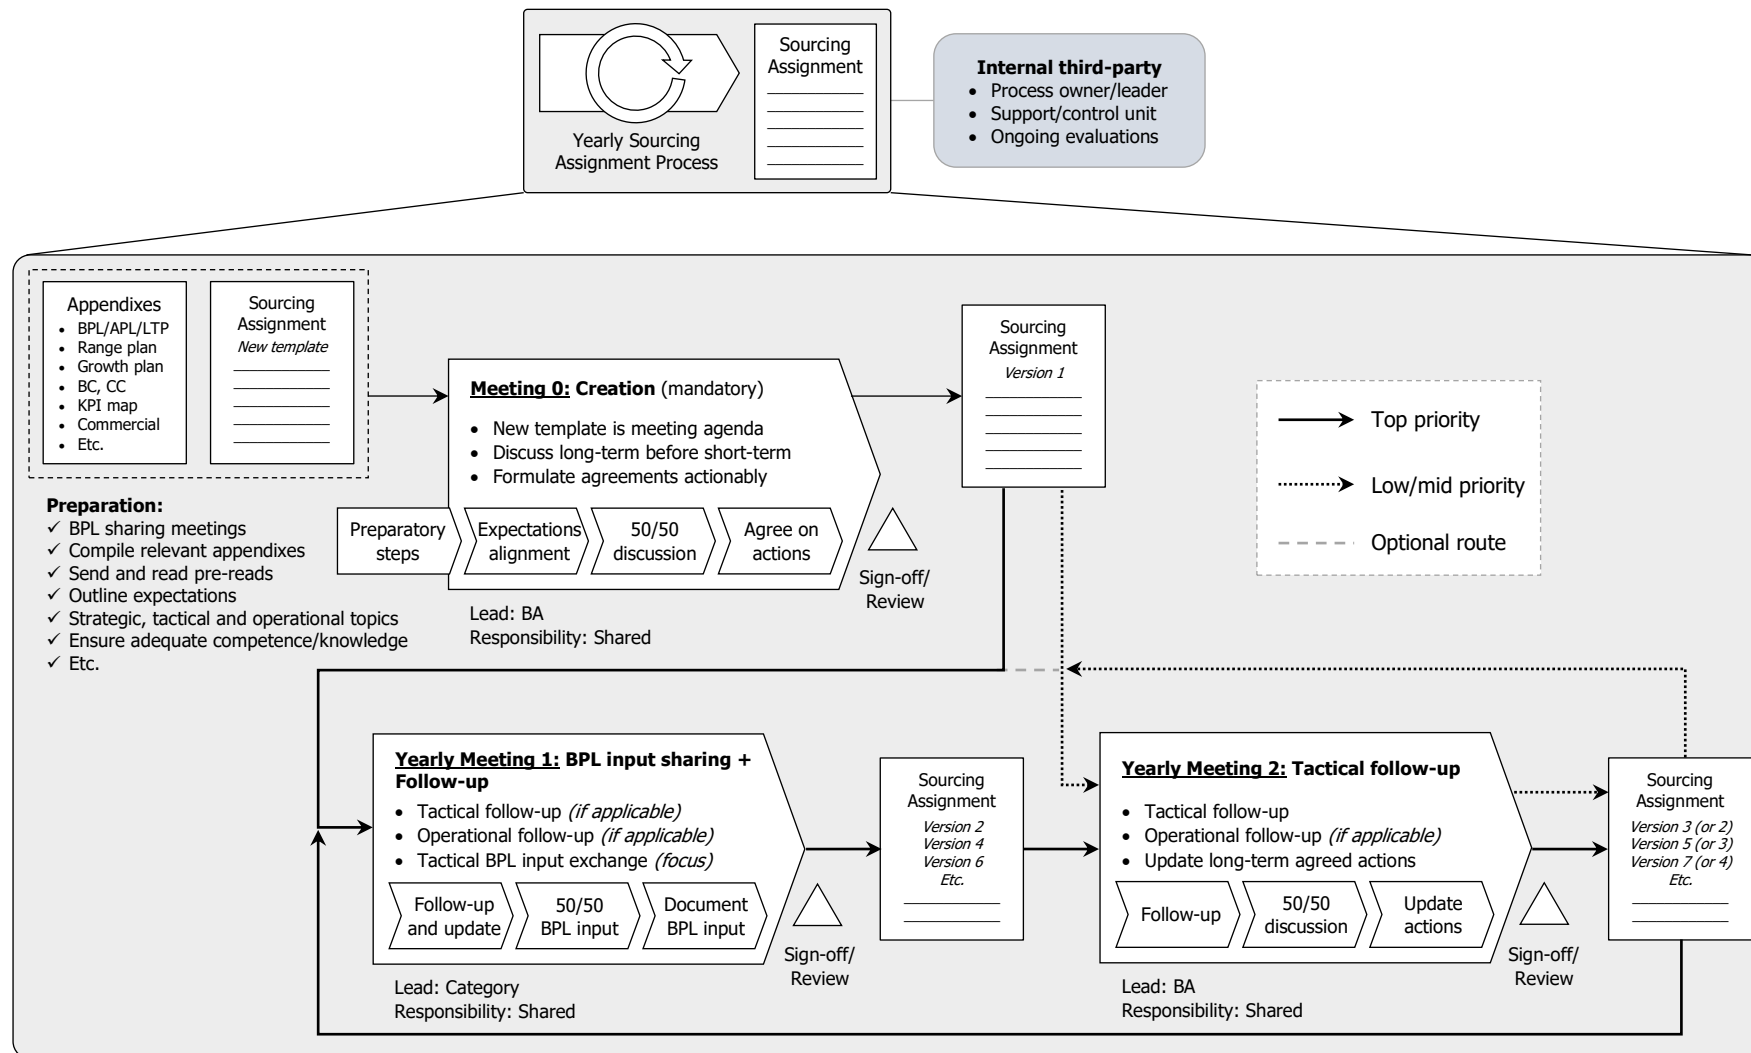 Yearly Sourcing
Assignment Process
Sourcing
Assignment
Internal third-party
• Process owner/leader
• Support/control unit
• Ongoing evaluations
Appendixes
• BPL/APL/LTP
• Range plan
• Growth plan
• BC, CC
• KPI map
• Commercial
• Etc.
Sourcing
Assignment
New template
Preparation:
✓ BPL sharing meetings
✓ Compile relevant appendixes
✓ Send and read pre-reads
✓ Outline expectations
✓ Strategic, tactical and operational topics
✓ Ensure adequate competence/knowledge
✓ Etc.
Meeting 0: Creation (mandatory)
• New template is meeting agenda
• Discuss long-term before short-term
• Formulate agreements actionably
Preparatory
steps
Expectations
alignment
50/50
discussion
Agree on
actions
Sign-off/
Review
Lead: BA
Responsibility: Shared
Sourcing
Assignment
Version 1
Top priority
Low/mid priority
Optional route
Yearly Meeting 1: BPL input sharing +
Follow-up
• Tactical follow-up (if applicable)
• Operational follow-up (if applicable)
• Tactical BPL input exchange (focus)
Follow-up
and update
50/50
BPL input
Document
BPL input
Sign-off/
Review
Lead: Category
Responsibility: Shared
Sourcing
Assignment
Version 2
Version 4
Version 6
Etc.
Yearly Meeting 2: Tactical follow-up
• Tactical follow-up
• Operational follow-up (if applicable)
• Update long-term agreed actions
Follow-up
50/50
discussion
Update
actions
Sign-off/
Review
Lead: BA
Responsibility: Shared
Sourcing
Assignment
Version 3 (or 2)
Version 5 (or 3)
Version 7 (or 4)
Etc.